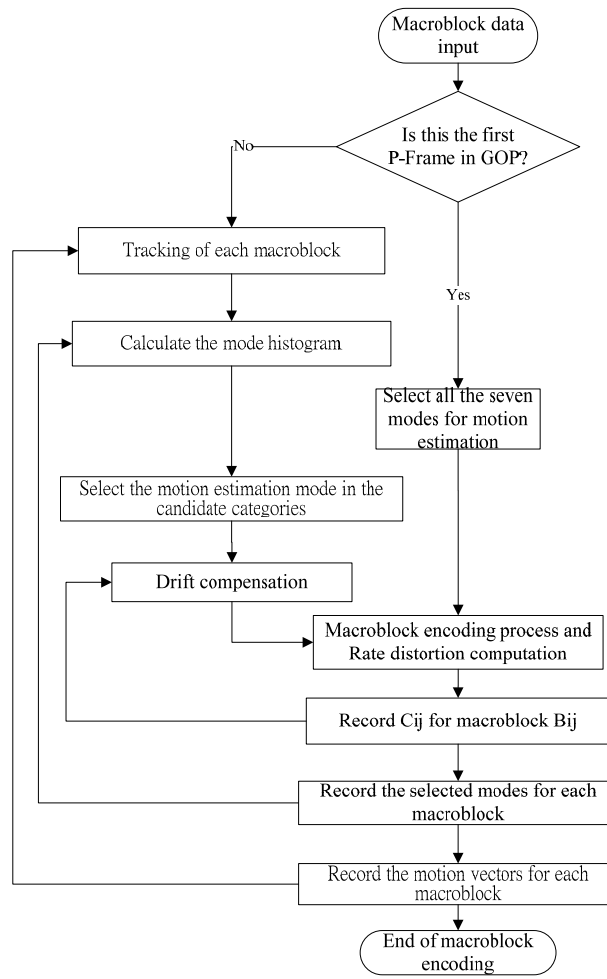 Macroblock data
input
Is this the first
P-Frame in GOP?
No
Yes
Tracking of each macroblock
Calculate the mode histogram
Select all the seven
modes for motion
estimation
Select the motion estimation mode in the
candidate categories
Drift compensation
Macroblock encoding process and
Rate distortion computation
Record Cij for macroblock Bij
Record the selected modes for each
macroblock
Record the motion vectors for each
macroblock
End of macroblock
encoding